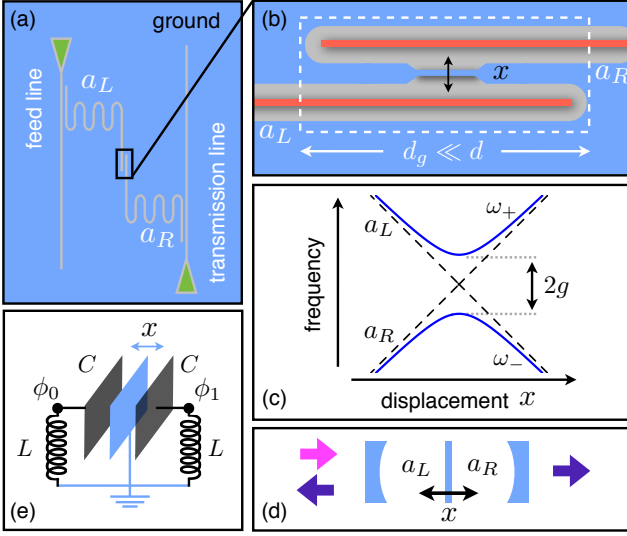 (a)
ground
feed line
a_L
a_R
transmission line
(b)
x
a_R
a_L
d_g ≪ d
frequency
a_L
ω_+
2g
a_R
ω_−
(c)
displacement x
x
C
C
ϕ_0
ϕ_1
L
L
(e)
a_L
a_R
x
(d)